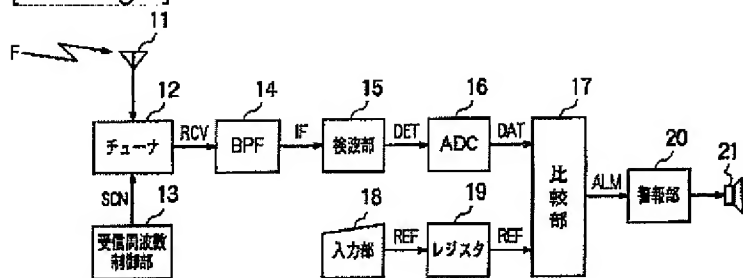 11
F
12
14
15
16
17
チューナ
RCV
BPF
IF
検波部
DET
ADC
DAT
比較部
20
21
ALM
警報部
SCN
13
18
19
受信周波数
制御部
入力部
REF
レジスタ
REF